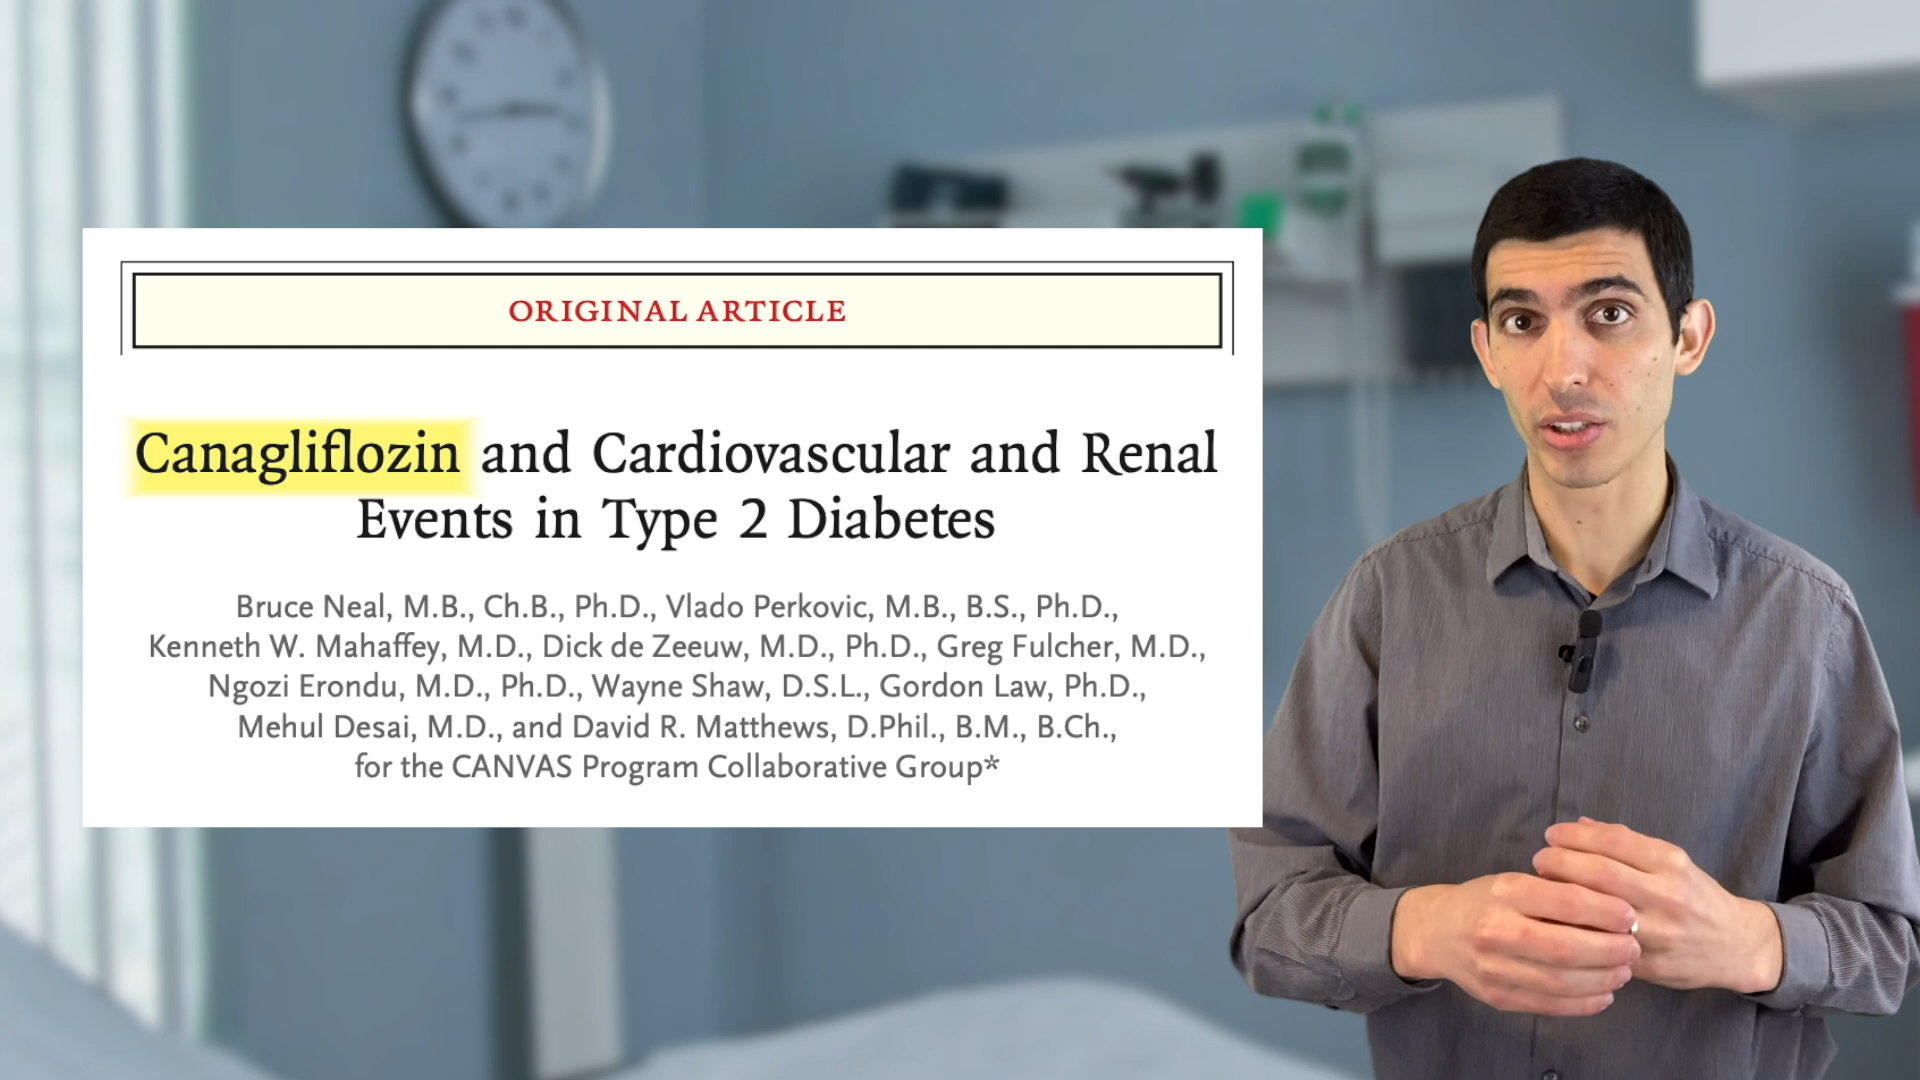 ORIGINAL ARTICLE
Canagliflozin and Cardiovascular and Renal
Events in Type 2 Diabetes
Bruce Neal, M.B., Ch.B., Ph.D., Vlado Perkovic, M.B., B.S., Ph.D.,
Kenneth W. Mahaffey, M.D., Dick de Zeeuw, M.D., Ph.D., Greg Fulcher, M.D.,
Ngozi Erondu, M.D., Ph.D., Wayne Shaw, D.S.L., Gordon Law, Ph.D.,
Mehul Desai, M.D., and David R. Matthews, D.Phil., B.M., B.Ch.,
for the CANVAS Program Collaborative Group*